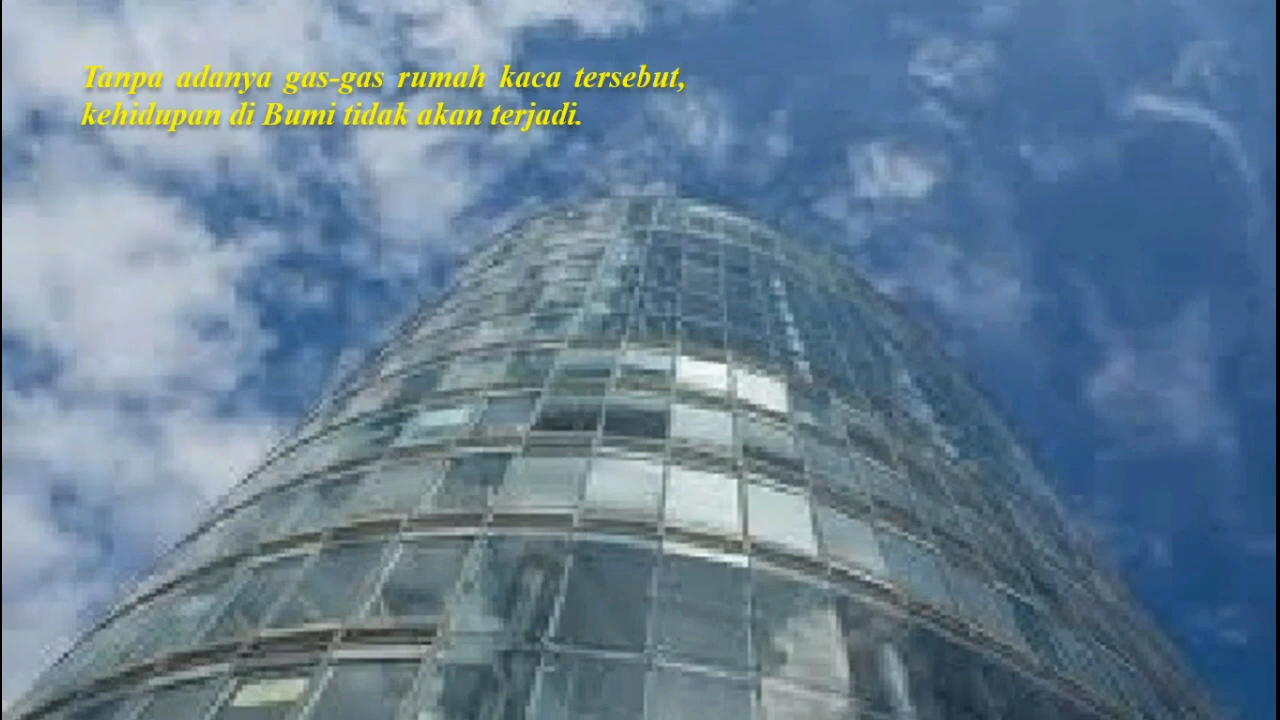 Tanpa adanya gas-gas rumah kaca tersebut,
kehidupan di Bumi tidak akan terjadi.